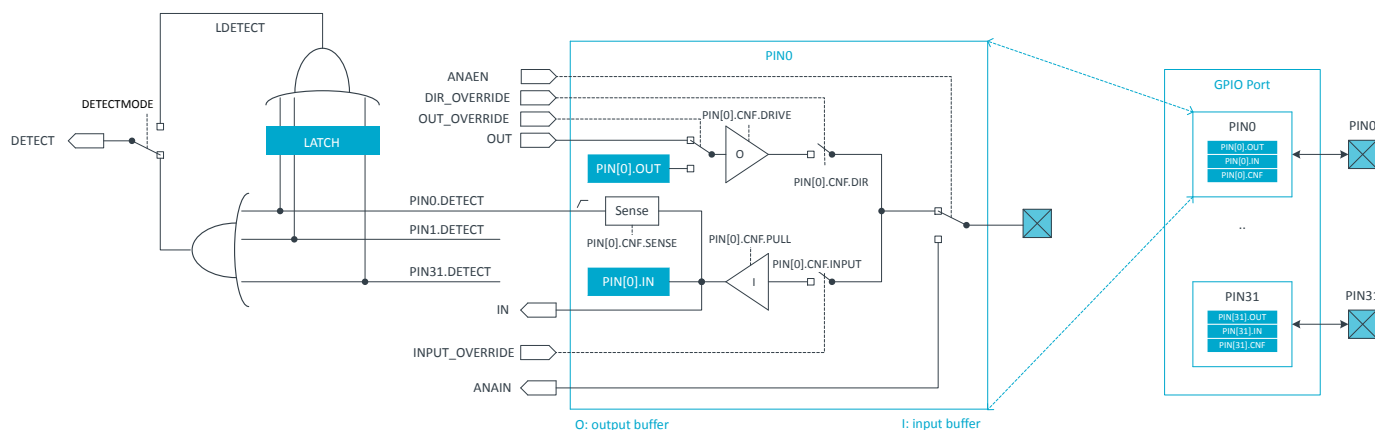 LDETECT
PIN0
ANAEN
GPIO Port
DIR_OVERRIDE
DETECTMODE
PIN[0].CNF.DRIVE
OUT_OVERRIDE
PIN0
PIN0
DETECT
OUT
LATCH
O
PIN[0].OUT
PIN[0].IN
PIN[0].CNF
PIN[0].OUT
PIN[0].CNF.DIR
PIN0.DETECT
Sense
PIN1.DETECT
PIN[0].CNF.SENSE
PIN[0].CNF.PULL
..
PIN[0].CNF.INPUT
PIN31.DETECT
PIN[0].IN
I
PIN31
PIN31
IN
PIN[31].OUT
PIN[31].IN
PIN[31].CNF
INPUT_OVERRIDE
ANAIN
O: output buffer
I: input buffer